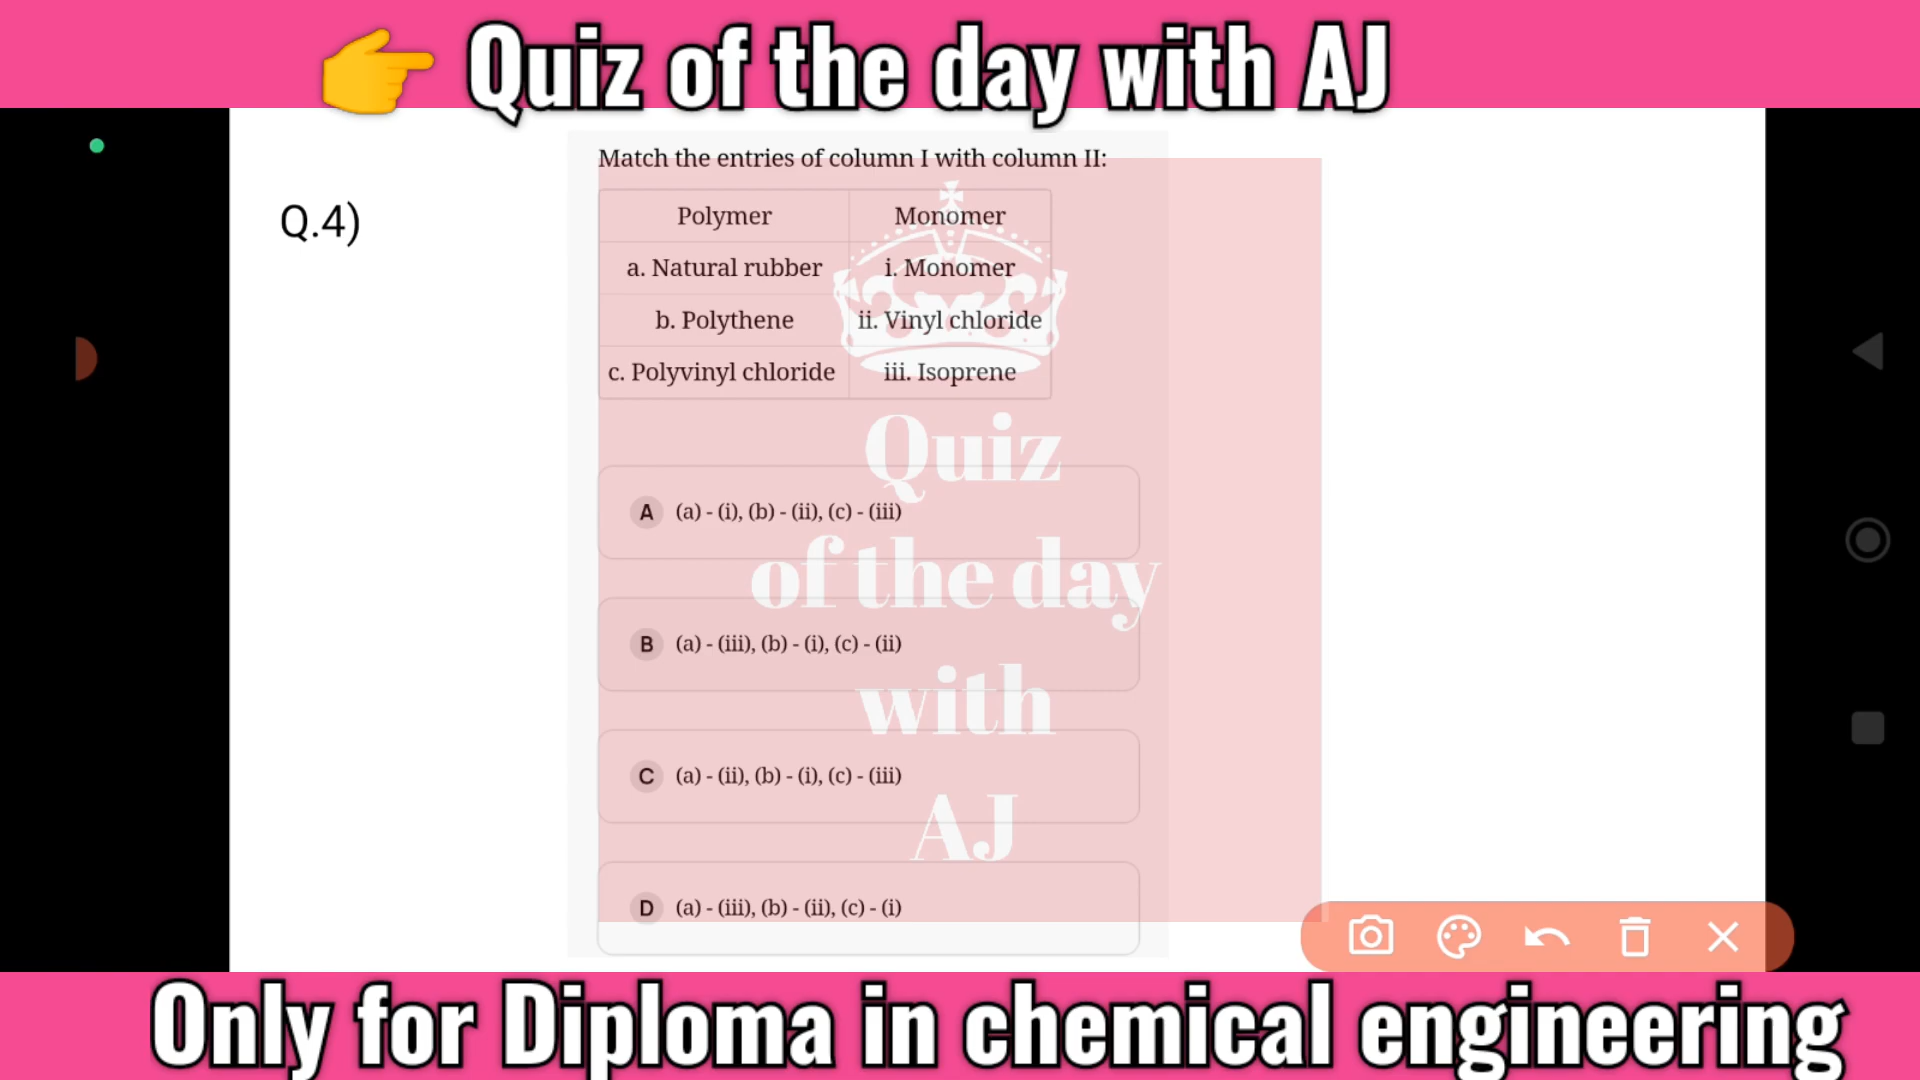 👉 Quiz of the day with AJ
Q.4)
Match the entries of column I with column II:
Polymer Monomer
a. Natural rubber i. Monomer
b. Polythene ii. Vinyl chloride
c. Polyvinyl chloride iii. Isoprene
A (a) - (i), (b) - (ii), (c) - (iii)
B (a) - (iii), (b) - (i), (c) - (ii)
C (a) - (ii), (b) - (i), (c) - (iii)
D (a) - (iii), (b) - (ii), (c) - (i)
Quiz
of the day
with
AJ
Only for Diploma in chemical engineering